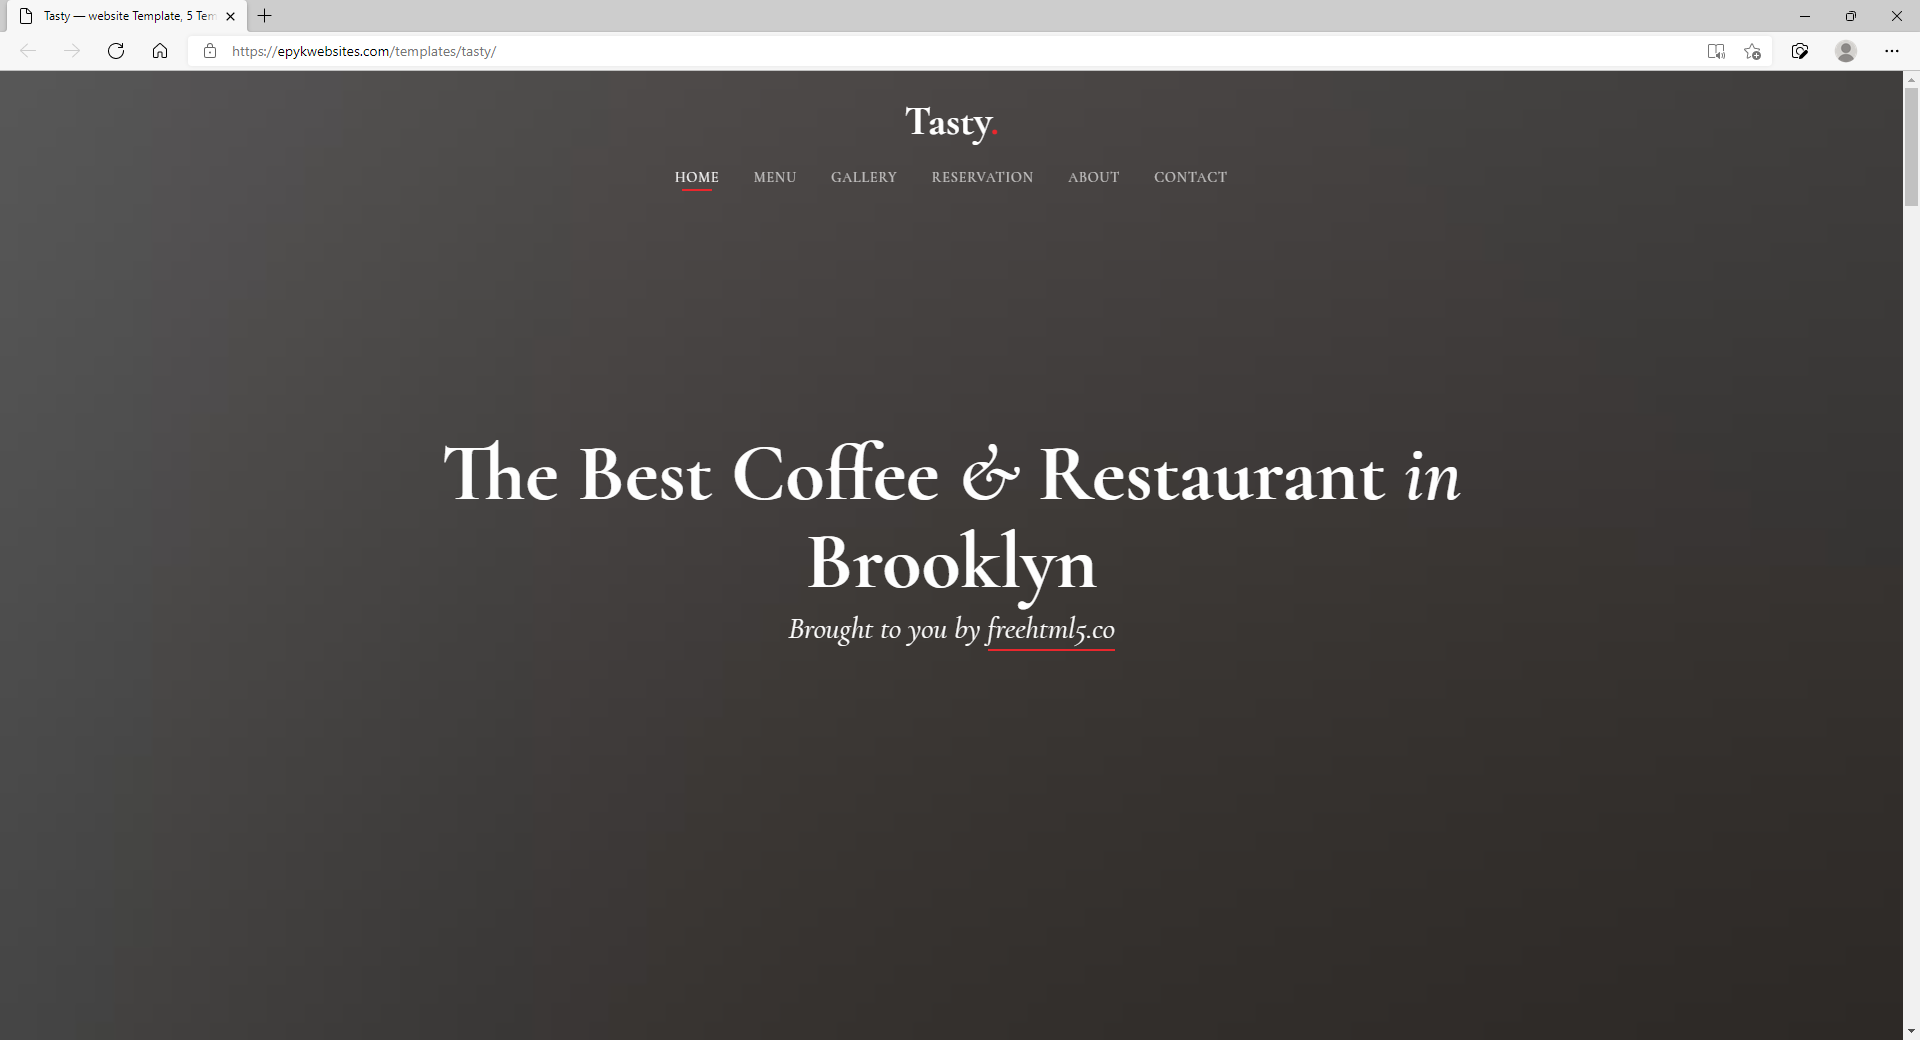 Tasty — website Template, 5 Tem
https://epykwebsites.com/templates/tasty/
Tasty.
HOME MENU GALLERY RESERVATION ABOUT CONTACT
The Best Coffee & Restaurant in
Brooklyn
Brought to you by freehtml5.co